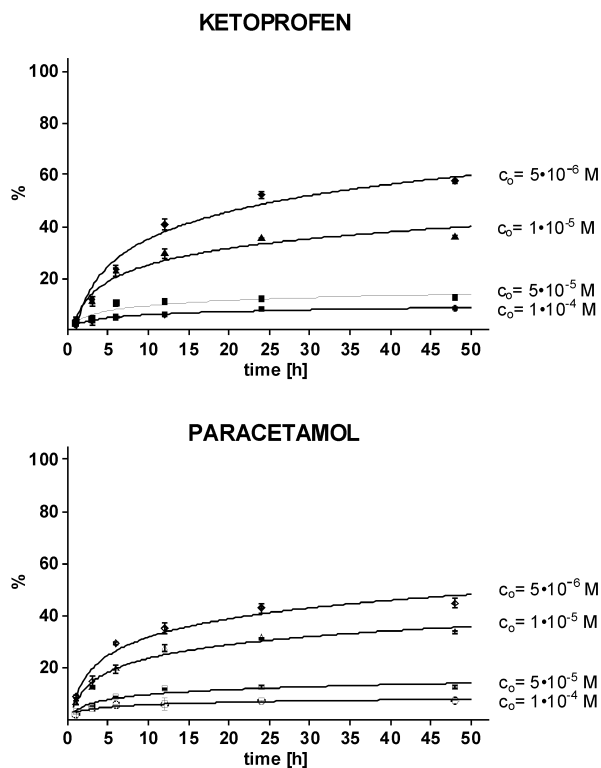 KETOPROFEN
100
80
60
40
20
%
0 5 10 15 20 25 30 35 40 45 50
time [h]
c₀= 5•10⁻⁶ M
c₀= 1•10⁻⁵ M
c₀= 5•10⁻⁵ M
c₀= 1•10⁻⁴ M
PARACETAMOL
100
80
60
40
20
%
0 5 10 15 20 25 30 35 40 45 50
time [h]
c₀= 5•10⁻⁶ M
c₀= 1•10⁻⁵ M
c₀= 5•10⁻⁵ M
c₀= 1•10⁻⁴ M